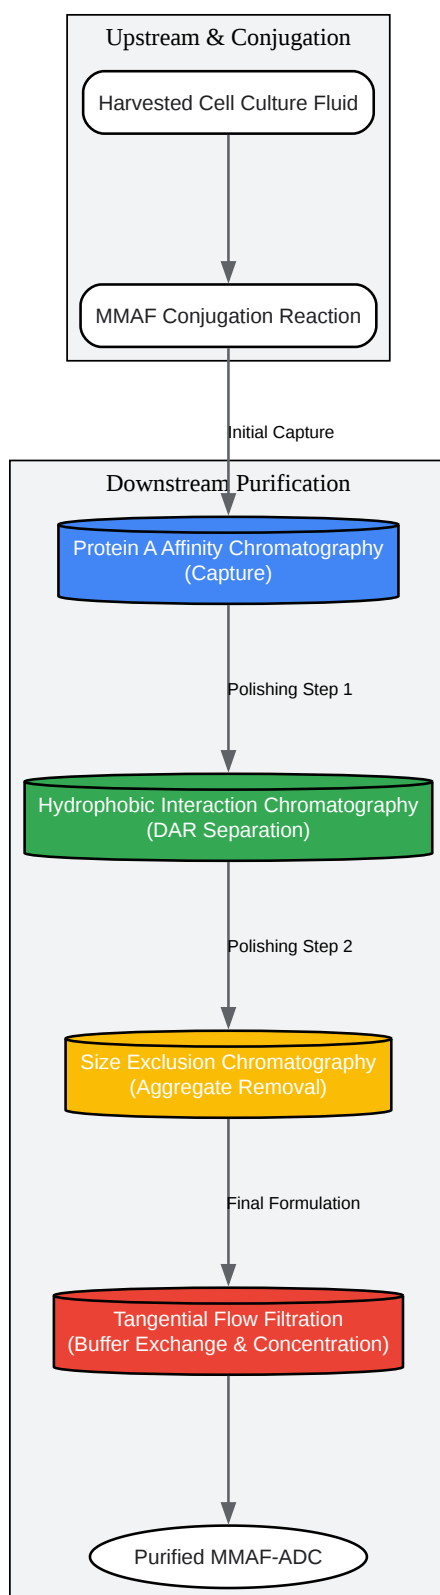 Upstream & Conjugation
Harvested Cell Culture Fluid
MMAF Conjugation Reaction
Initial Capture
Downstream Purification
Protein A Affinity Chromatography
(Capture)
Polishing Step 1
Hydrophobic Interaction Chromatography
(DAR Separation)
Polishing Step 2
Size Exclusion Chromatography
(Aggregate Removal)
Final Formulation
Tangential Flow Filtration
(Buffer Exchange & Concentration)
Purified MMAF-ADC